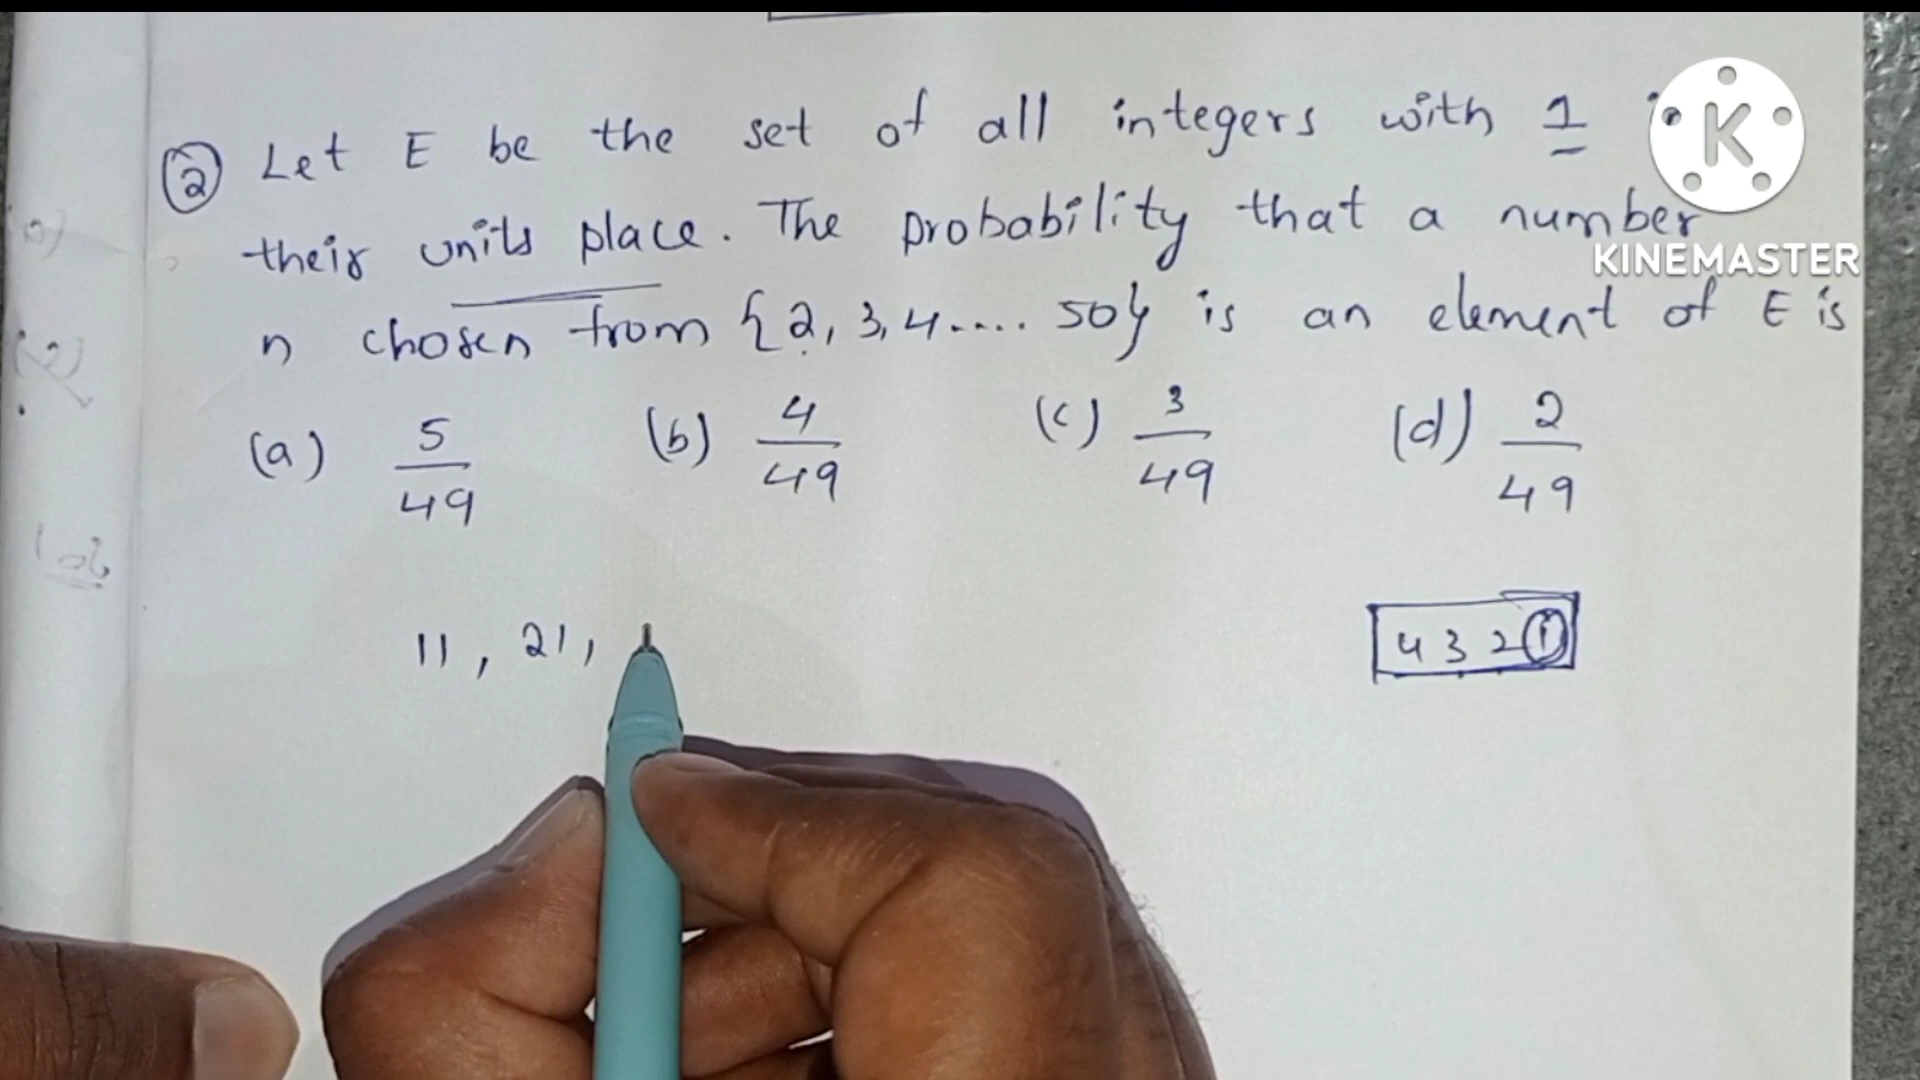 ② Let E be the set of all integers with 1
their units place. The probability that a number
n chosen from {2, 3, 4.... 50} is an element of E is
(a) 5/49 (b) 4/49 (c) 3/49 (d) 2/49
11, 21,
4 3 2 1
K
KINEMASTER